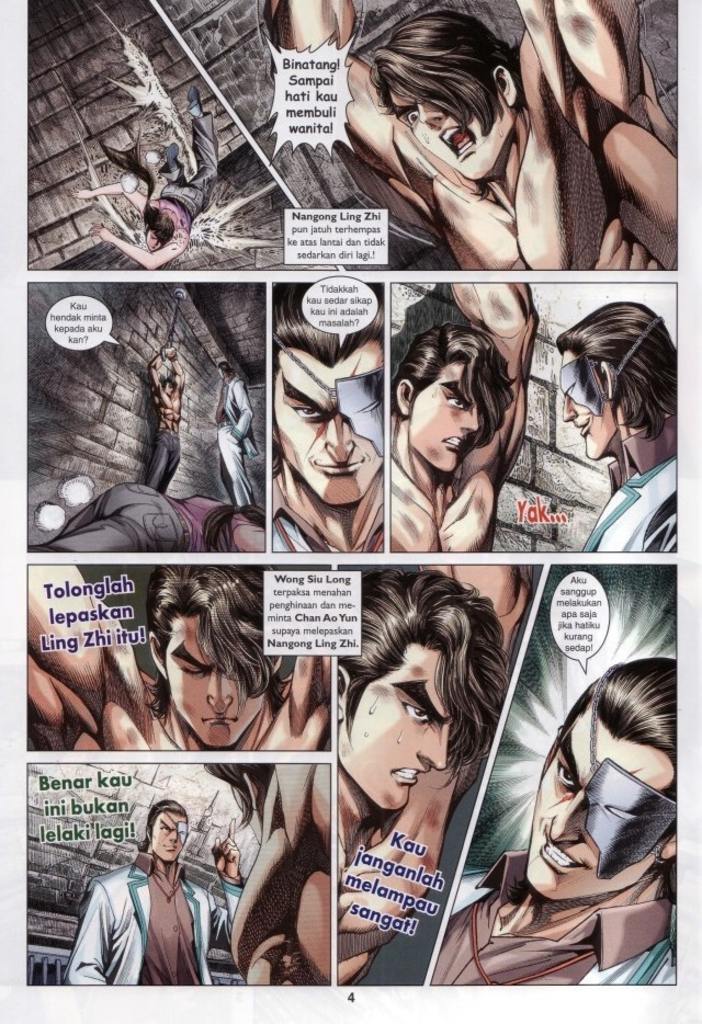 Binatang!
Sampai
hati kau
membuli
wanita!
Nangong Ling Zhi
pun jatuh terhempas
ke atas lantai dan tidak
sedarkan diri lagi.!
Kau
hendak minta
kepada aku
kan?
Tidakkah
kau sedar sikap
kau ini adalah
masalah?
Yak...
Tolonglah
lepaskan
Ling Zhi itu!
Wong Siu Long
terpaksa menahan
penghinaan dan me-
minta Chan Ao Yun
supaya melepaskan
Nangong Ling Zhi.
Aku
sanggup
melakukan
apa saja
jika hatiku
kurang
sedap!
Benar kau
ini bukan
lelaki lagi!
Kau
janganlah
melampau
sangat!
4